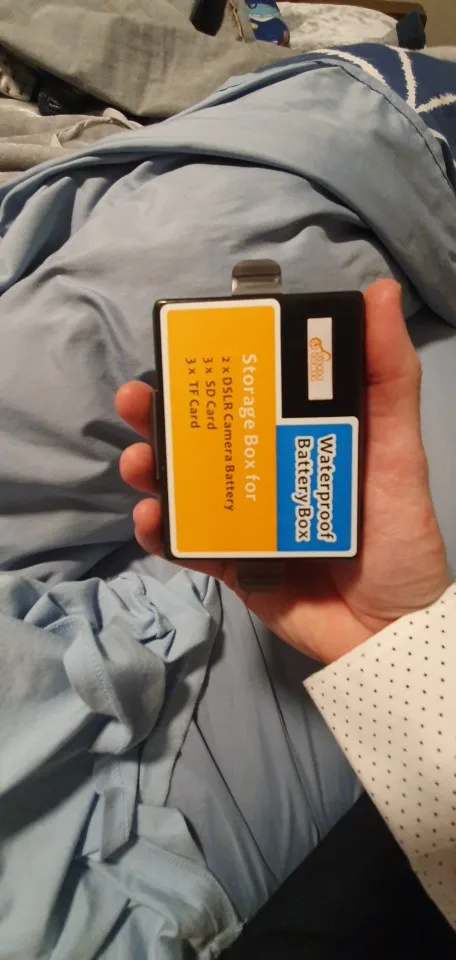 Waterproof
Battery Box
Storage Box for
2 x DSLR Camera Battery
3 x SD Card
3 x TF Card